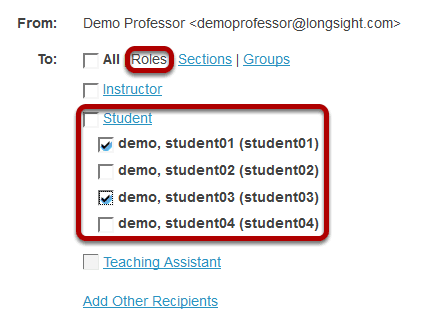 From: Demo Professor <demoprofessor@longsight.com>
To: All Roles Sections | Groups
Instructor
Student
demo, student01 (student01)
demo, student02 (student02)
demo, student03 (student03)
demo, student04 (student04)
Teaching Assistant
Add Other Recipients